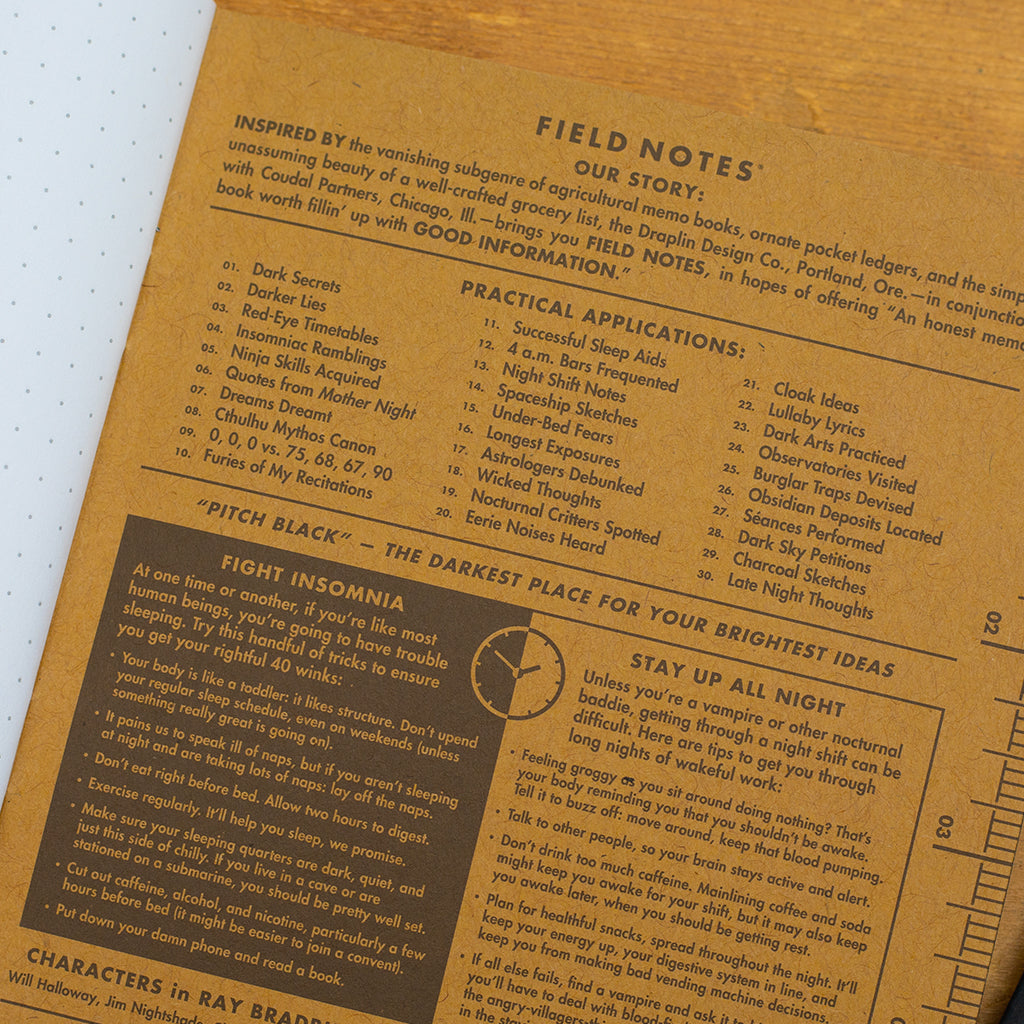 FIELD NOTES®
OUR STORY:
INSPIRED BY the vanishing subgenre of agricultural memo books, ornate pocket ledgers, and the simp
unassuming beauty of a well-crafted grocery list, the Draplin Design Co., Portland, Ore.—in conjunctio
with Coudal Partners, Chicago, Ill.—brings you FIELD NOTES, in hopes of offering “An honest mem
book worth fillin’ up with GOOD INFORMATION.”
PRACTICAL APPLICATIONS:
01. Dark Secrets
02. Darker Lies
03. Red-Eye Timetables
04. Insomniac Ramblings
05. Ninja Skills Acquired
06. Quotes from Mother Night
07. Dreams Dreamt
08. Cthulhu Mythos Canon
09. 0, 0, 0 vs. 75, 68, 67, 90
10. Furies of My Recitations
11. Successful Sleep Aids
12. 4 a.m. Bars Frequented
13. Night Shift Notes
14. Spaceship Sketches
15. Under-Bed Fears
16. Longest Exposures
17. Astrologers Debunked
18. Wicked Thoughts
19. Nocturnal Critters Spotted
20. Eerie Noises Heard
21. Cloak Ideas
22. Lullaby Lyrics
23. Dark Arts Practiced
24. Observatories Visited
25. Burglar Traps Devised
26. Obsidian Deposits Located
27. Séances Performed
28. Dark Sky Petitions
29. Charcoal Sketches
30. Late Night Thoughts
“PITCH BLACK” — THE DARKEST PLACE FOR YOUR BRIGHTEST IDEAS
FIGHT INSOMNIA
At one time or another, if you’re like most
human beings, you’re going to have trouble
sleeping. Try this handful of tricks to ensure
you get your rightful 40 winks:
• Your body is like a toddler: it likes structure. Don’t upend
your regular sleep schedule, even on weekends (unless
something really great is going on).
• It pains us to speak ill of naps, but if you aren’t sleeping
at night and are taking lots of naps: lay off the naps.
• Don’t eat right before bed. Allow two hours to digest.
• Exercise regularly. It’ll help you sleep, we promise.
• Make sure your sleeping quarters are dark, quiet, and
just this side of chilly. If you live in a cave or are
stationed on a submarine, you should be pretty well set.
• Cut out caffeine, alcohol, and nicotine, particularly a few
hours before bed (it might be easier to join a convent).
• Put down your damn phone and read a book.
STAY UP ALL NIGHT
Unless you’re a vampire or other nocturnal
baddie, getting through a night shift can be
difficult. Here are tips to get you through
long nights of wakeful work:
• Feeling groggy as you sit around doing nothing? That’s
your body reminding you that you shouldn’t be awake.
Tell it to buzz off: move around, keep that blood pumping.
• Talk to other people, so your brain stays active and alert.
• Don’t drink too much caffeine. Mainlining coffee and soda
might keep you awake for your shift, but it may also keep
you awake later, when you should be getting rest.
• Plan for healthful snacks, spread throughout the night. It’ll
keep your energy up, your digestive system in line, and
keep you from making bad vending machine decisions.
• If all else fails, find a vampire and ask it to
you’ll have to deal with
the angry-villagers
in the
CHARACTERS in RAY
Will Halloway, Jim
02
03